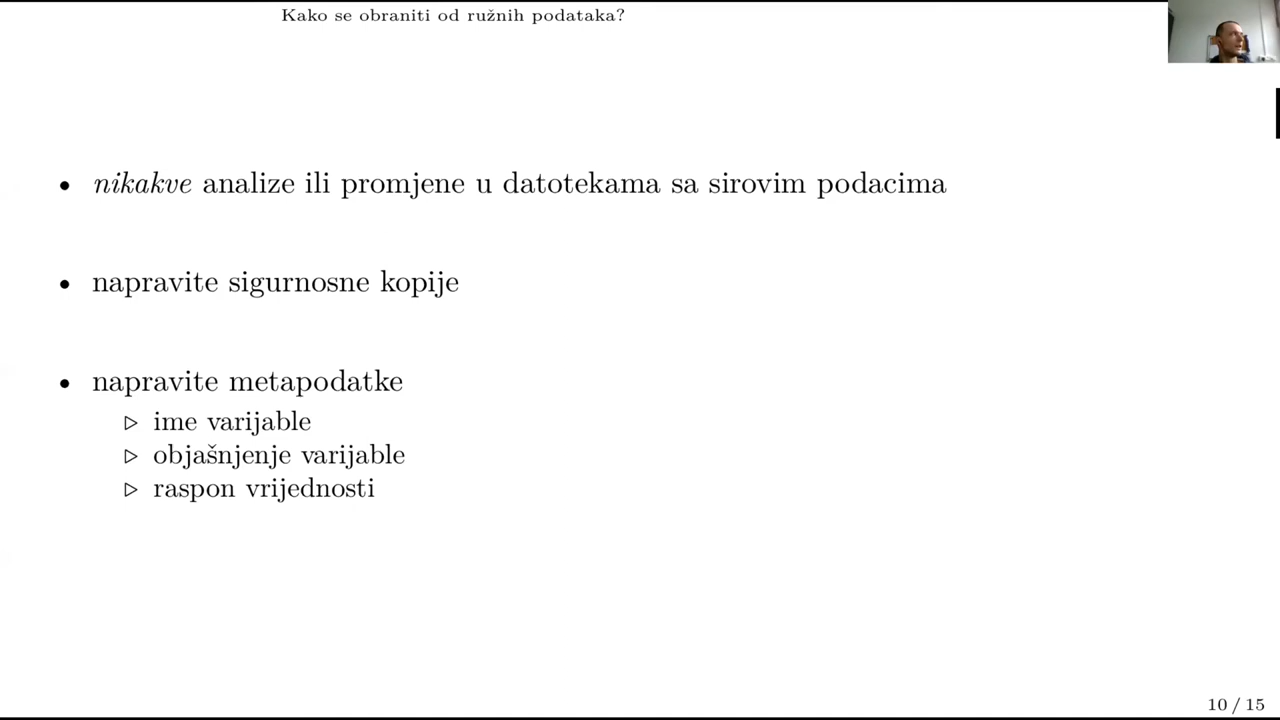 Kako se obraniti od ružnih podataka?
• nikakve analize ili promjene u datotekama sa sirovim podacima
• napravite sigurnosne kopije
• napravite metapodatke
▷ ime varijable
▷ objašnjenje varijable
▷ raspon vrijednosti
10 / 15